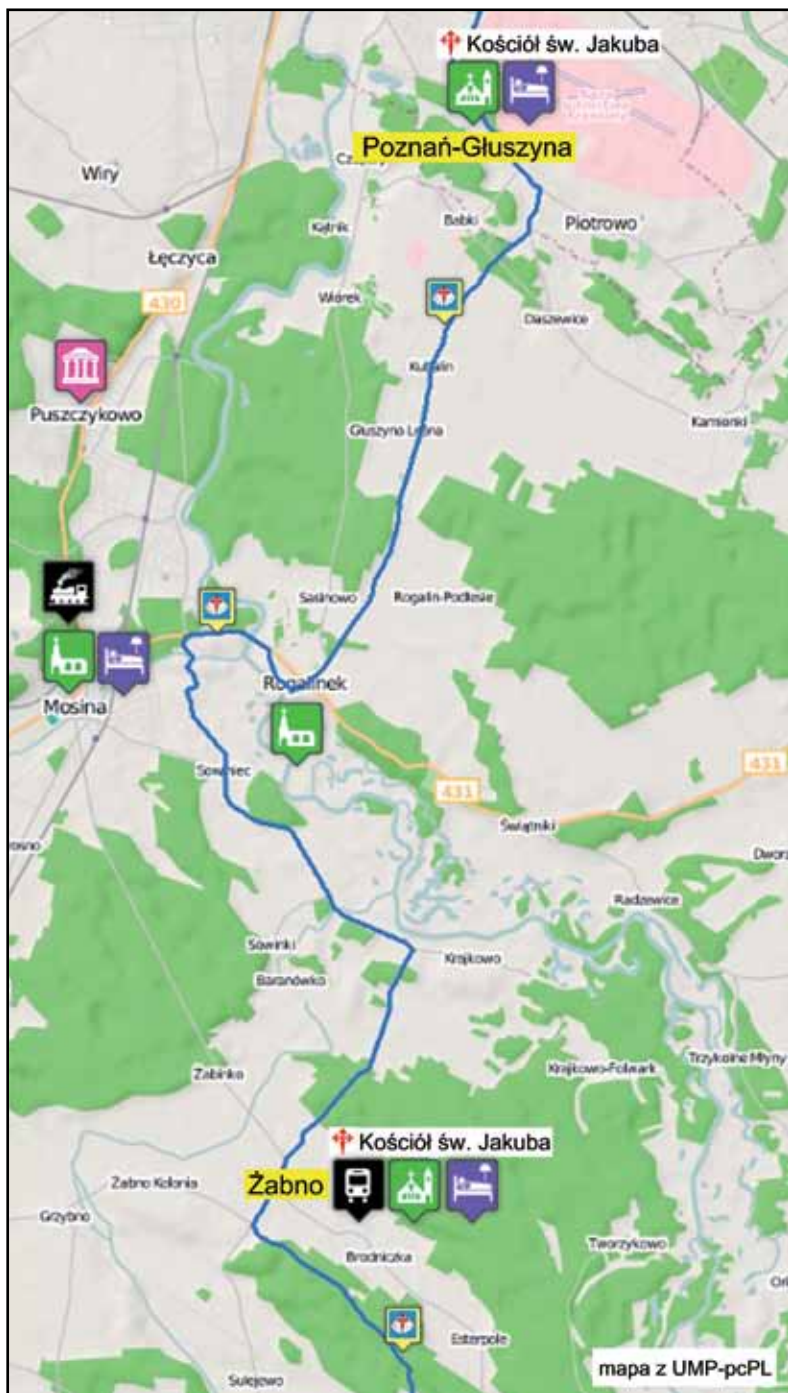 Kościół św. Jakuba
Poznań-Głuszyna
Wiry
Babki
Piotrowo
Kątnik
Łęczyca
Wiórek
430
Daszewice
Puszczykowo
Kubalin
Głuszyna Leśna
Kamionki
Sasinowo
Rogalin-Podlesie
Rogalinek
Mosina
Sowiniec
431
431
Świątniki
Radzewice
Sowinki
Krajkowo
Baranówko
Trzykolne Młyny
Żabinko
Krajkowo-Folwark
Kościół św. Jakuba
Żabno
Żabno Kolonia
Grzybno
Tworzykowo
Brodniczka
Esterpole
mapa z UMP-pcPL
Sulejewo